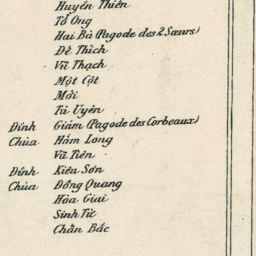 Huyền Thiên
Tổ Ong
Hai Bà (Pagode des 2 Sœurs)
Đế Thích
Vũ Thạch
Một Cột
Mới
Tú Uyên
Đình Giám (Pagode des Corbeaux)
Chùa Hàm Long
Vũ Tiên
Đình Kiêu Sơn
Chùa Đồng Quang
Hòa Giai
Sinh Từ
Chân Bắc